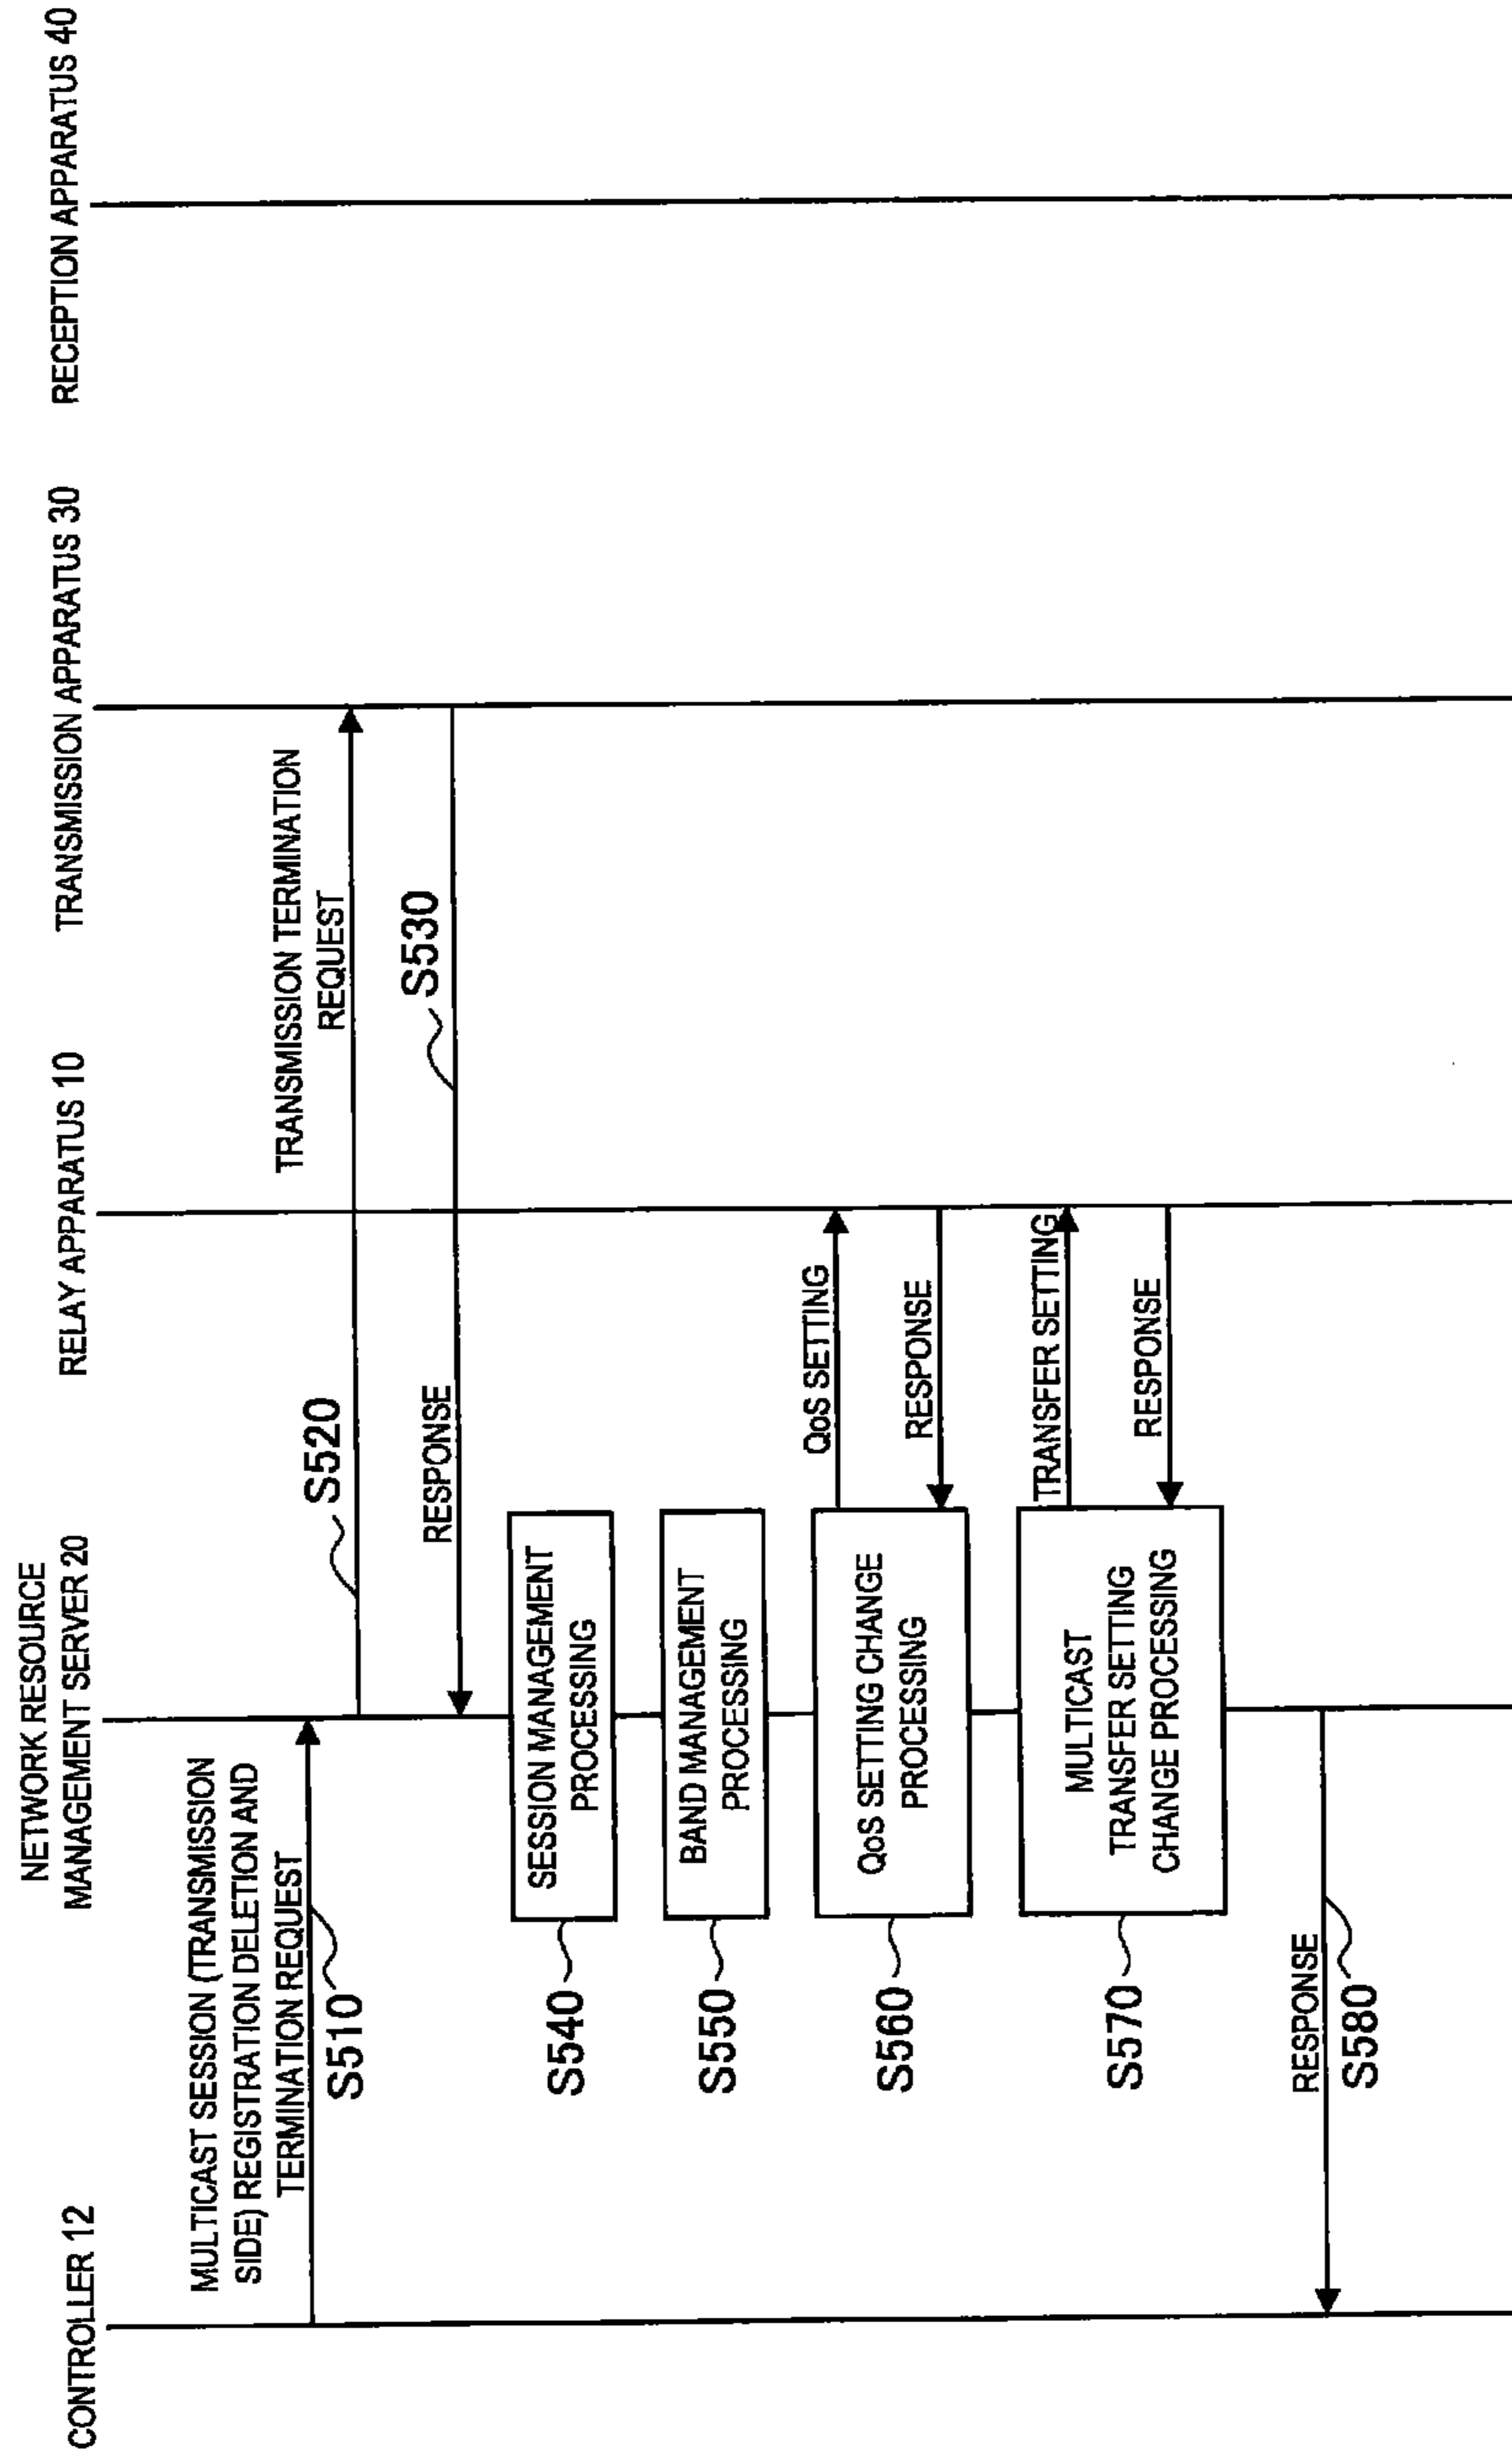 CONTROLLER 12
NETWORK RESOURCE
MANAGEMENT SERVER 20
RELAY APPARATUS 10
TRANSMISSION APPARATUS 30
RECEPTION APPARATUS 40
MULTICAST SESSION (TRANSMISSION
SIDE) REGISTRATION DELETION AND
TERMINATION REQUEST
S510
S520
TRANSMISSION TERMINATION
REQUEST
S530
RESPONSE
S540
SESSION MANAGEMENT
PROCESSING
S550
BAND MANAGEMENT
PROCESSING
S560
QoS SETTING CHANGE
PROCESSING
QoS SETTING
RESPONSE
S570
MULTICAST
TRANSFER SETTING
CHANGE PROCESSING
TRANSFER SETTING
RESPONSE
RESPONSE
S580